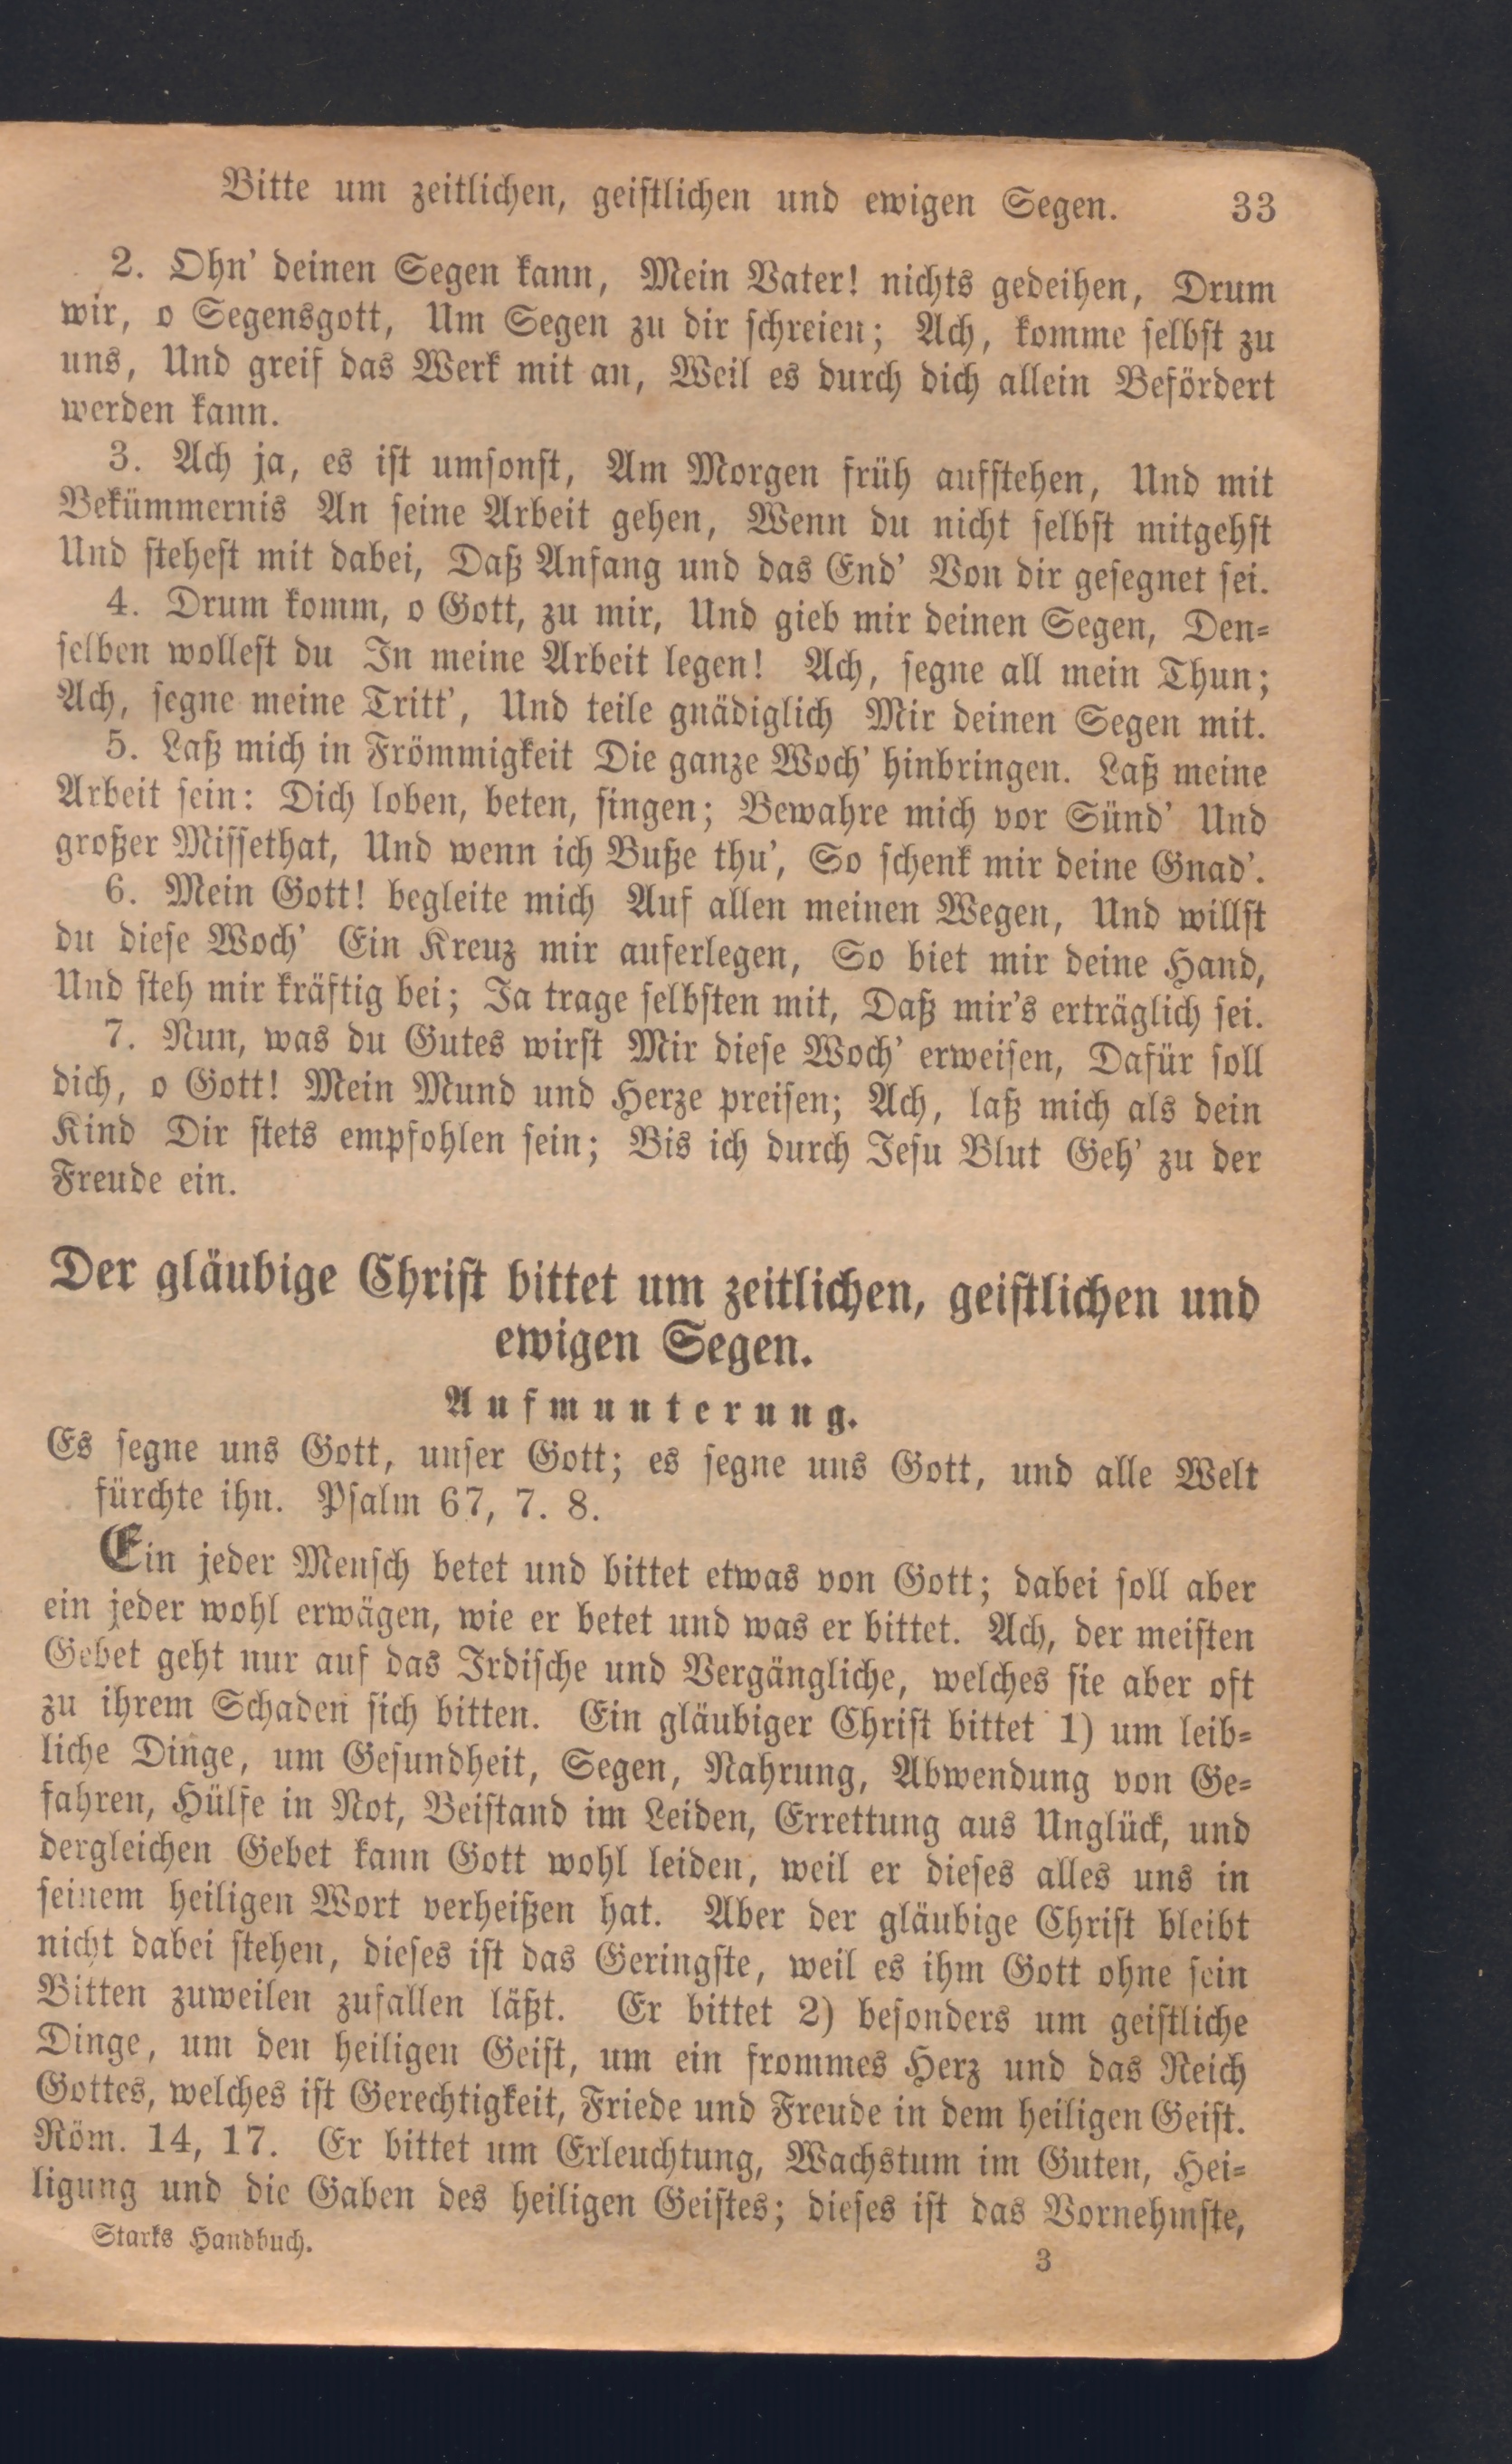 Bitte um zeitlichen, geistlichen und ewigen Segen. 33
2. Ohn' deinen Segen kann, Mein Vater! nichts gedeihen, Drum
wir, o Segensgott, Um Segen zu dir schreien; Ach, komme selbst zu
uns, Und greif das Werk mit an, Weil es durch dich allein Befördert
werden kann.
3. Ach ja, es ist umsonst, Am Morgen früh aufstehen, Und mit
Bekümmernis An seine Arbeit gehen, Wenn du nicht selbst mitgehst
Und stehest mit dabei, Daß Anfang und das End' Von dir gesegnet sei.
4. Drum komm, o Gott, zu mir, Und gieb mir deinen Segen, Den-
selben wollest du In meine Arbeit legen! Ach, segne all mein Thun;
Ach, segne meine Tritt', Und teile gnädiglich Mir deinen Segen mit.
5. Laß mich in Frömmigkeit Die ganze Woch' hinbringen. Laß meine
Arbeit sein: Dich loben, beten, singen; Bewahre mich vor Sünd' Und
großer Missethat, Und wenn ich Buße thu', So schenk mir deine Gnad'.
6. Mein Gott! begleite mich Auf allen meinen Wegen, Und willst
du diese Woch' Ein Kreuz mir auferlegen, So biet mir deine Hand,
Und steh mir kräftig bei; Ja trage selbsten mit, Daß mir's erträglich sei.
7. Nun, was du Gutes wirst Mir diese Woch' erweisen, Dafür soll
dich, o Gott! Mein Mund und Herze preisen; Ach, laß mich als dein
Kind Dir stets empfohlen sein; Bis ich durch Jesu Blut Geh' zu der
Freude ein.
Der gläubige Christ bittet um zeitlichen, geistlichen und
ewigen Segen.
Aufmunterung.
Es segne uns Gott, unser Gott; es segne uns Gott, und alle Welt
fürchte ihn. Psalm 67, 7. 8.
Ein jeder Mensch betet und bittet etwas von Gott; dabei soll aber
ein jeder wohl erwägen, wie er betet und was er bittet. Ach, der meisten
Gebet geht nur auf das Irdische und Vergängliche, welches sie aber oft
zu ihrem Schaden sich bitten. Ein gläubiger Christ bittet 1) um leib-
liche Dinge, um Gesundheit, Segen, Nahrung, Abwendung von Ge-
fahren, Hülfe in Not, Beistand im Leiden, Errettung aus Unglück, und
dergleichen Gebet kann Gott wohl leiden, weil er dieses alles uns in
seinem heiligen Wort verheißen hat. Aber der gläubige Christ bleibt
nicht dabei stehen, dieses ist das Geringste, weil es ihm Gott ohne sein
Bitten zuweilen zufallen läßt. Er bittet 2) besonders um geistliche
Dinge, um den heiligen Geist, um ein frommes Herz und das Reich
Gottes, welches ist Gerechtigkeit, Friede und Freude in dem heiligen Geist.
Röm. 14, 17. Er bittet um Erleuchtung, Wachstum im Guten, Hei-
ligung und die Gaben des heiligen Geistes; dieses ist das Vornehmste,
Starks Handbuch. 3